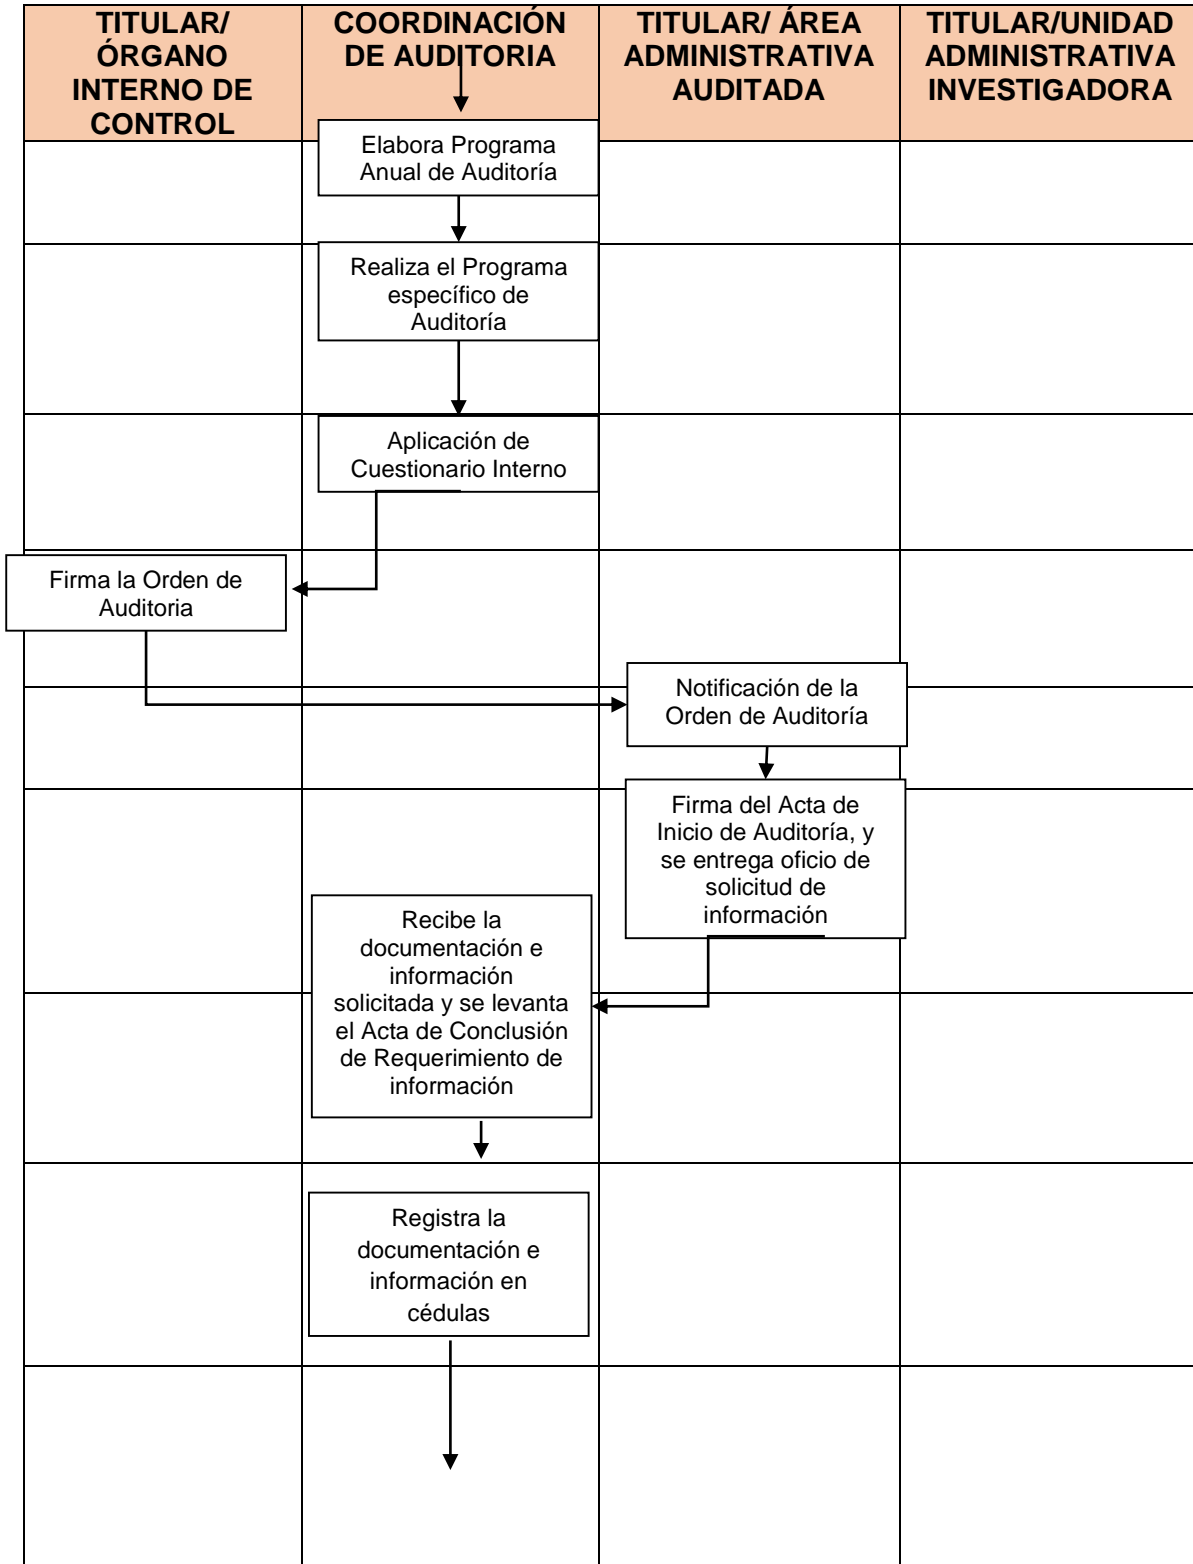 TITULAR/
ÓRGANO
INTERNO DE
CONTROL
COORDINACIÓN
DE AUDITORIA
TITULAR/ ÁREA
ADMINISTRATIVA
AUDITADA
TITULAR/UNIDAD
ADMINISTRATIVA
INVESTIGADORA
Elabora Programa
Anual de Auditoría
Realiza el Programa
específico de
Auditoría
Aplicación de
Cuestionario Interno
Firma la Orden de
Auditoria
Notificación de la
Orden de Auditoría
Firma del Acta de
Inicio de Auditoría, y
se entrega oficio de
solicitud de
información
Recibe la
documentación e
información
solicitada y se levanta
el Acta de Conclusión
de Requerimiento de
información
Registra la
documentación e
información en
cédulas